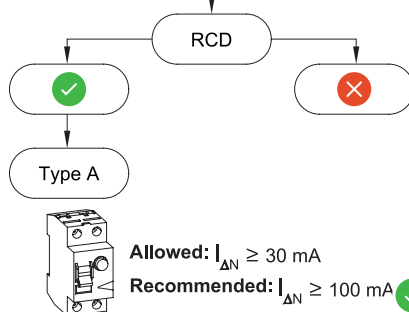 RCD
Type A
Allowed: IΔN ≥ 30 mA
Recommended: IΔN ≥ 100 mA